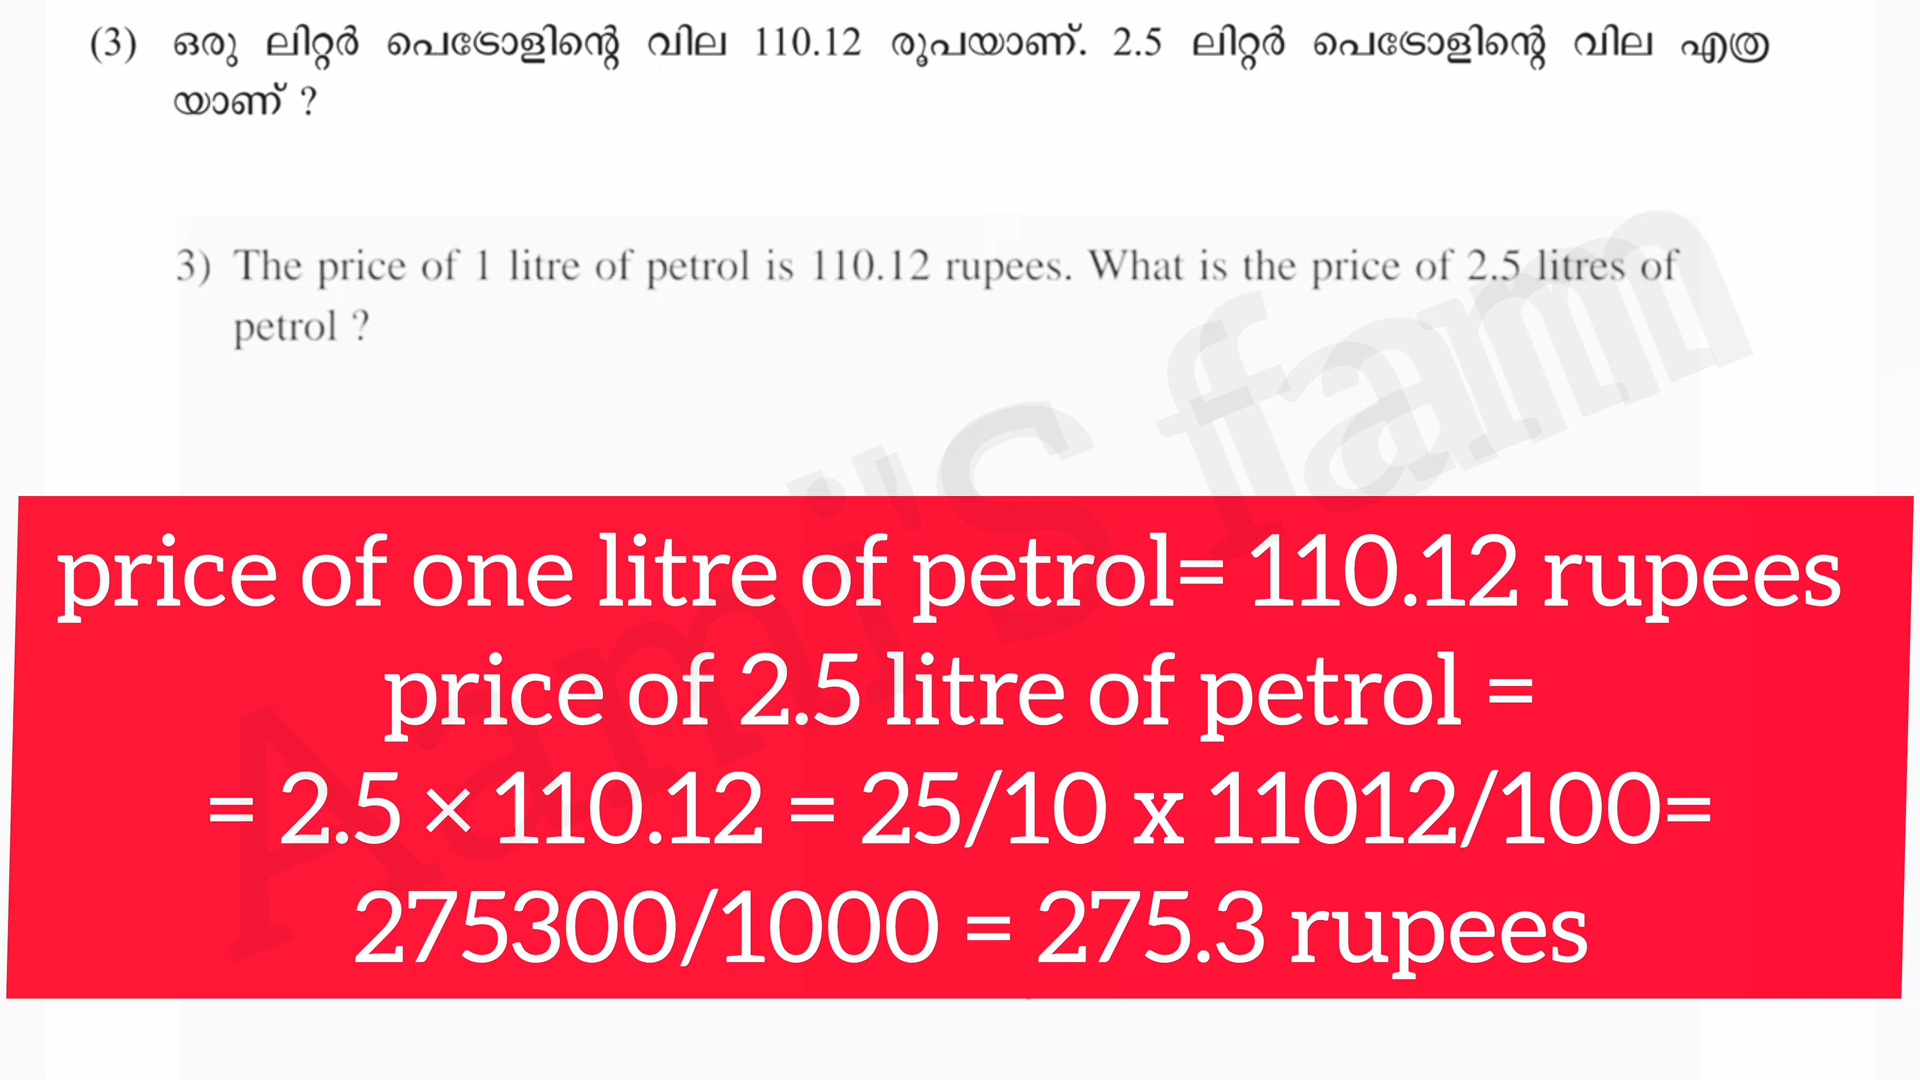 (3) ഒരു ലിറ്റർ പെട്രോളിന്റെ വില 110.12 രൂപയാണ്. 2.5 ലിറ്റർ പെട്രോളിന്റെ വില എത്ര
യാണ് ?
3) The price of 1 litre of petrol is 110.12 rupees. What is the price of 2.5 litres of
petrol ?
Aami's fam
price of one litre of petrol= 110.12 rupees
price of 2.5 litre of petrol =
= 2.5 × 110.12 = 25/10 x 11012/100=
275300/1000 = 275.3 rupees